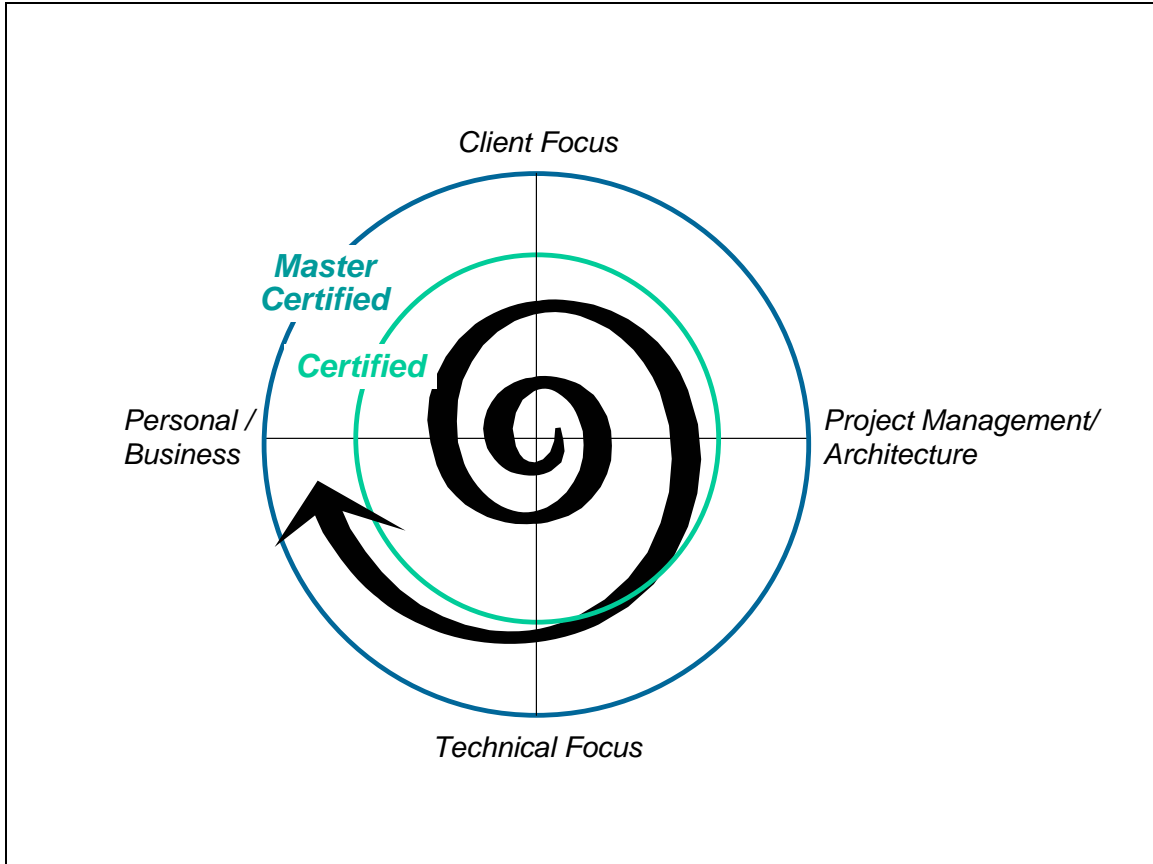 Client Focus
Master
Certified
Certified
Personal /
Business
Project Management/
Architecture
Technical Focus